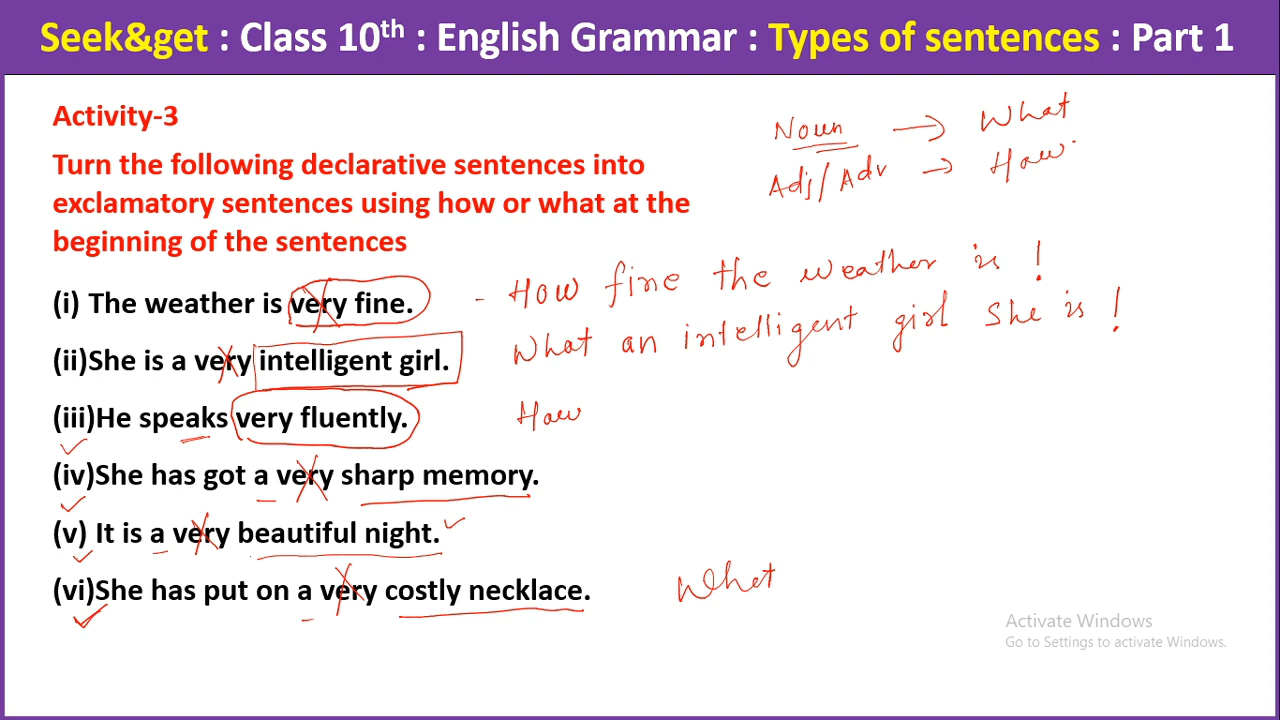 Seek&get : Class 10th : English Grammar : Types of sentences : Part 1
Activity-3
Noun → What
Turn the following declarative sentences into
Adj/Adv → How
exclamatory sentences using how or what at the
beginning of the sentences
(i) The weather is very fine. - How fine the weather is !
(ii)She is a very intelligent girl. What an intelligent girl She is !
(iii)He speaks very fluently. How
(iv)She has got a very sharp memory.
(v) It is a very beautiful night.
(vi)She has put on a very costly necklace. What
Activate Windows
Go to Settings to activate Windows.